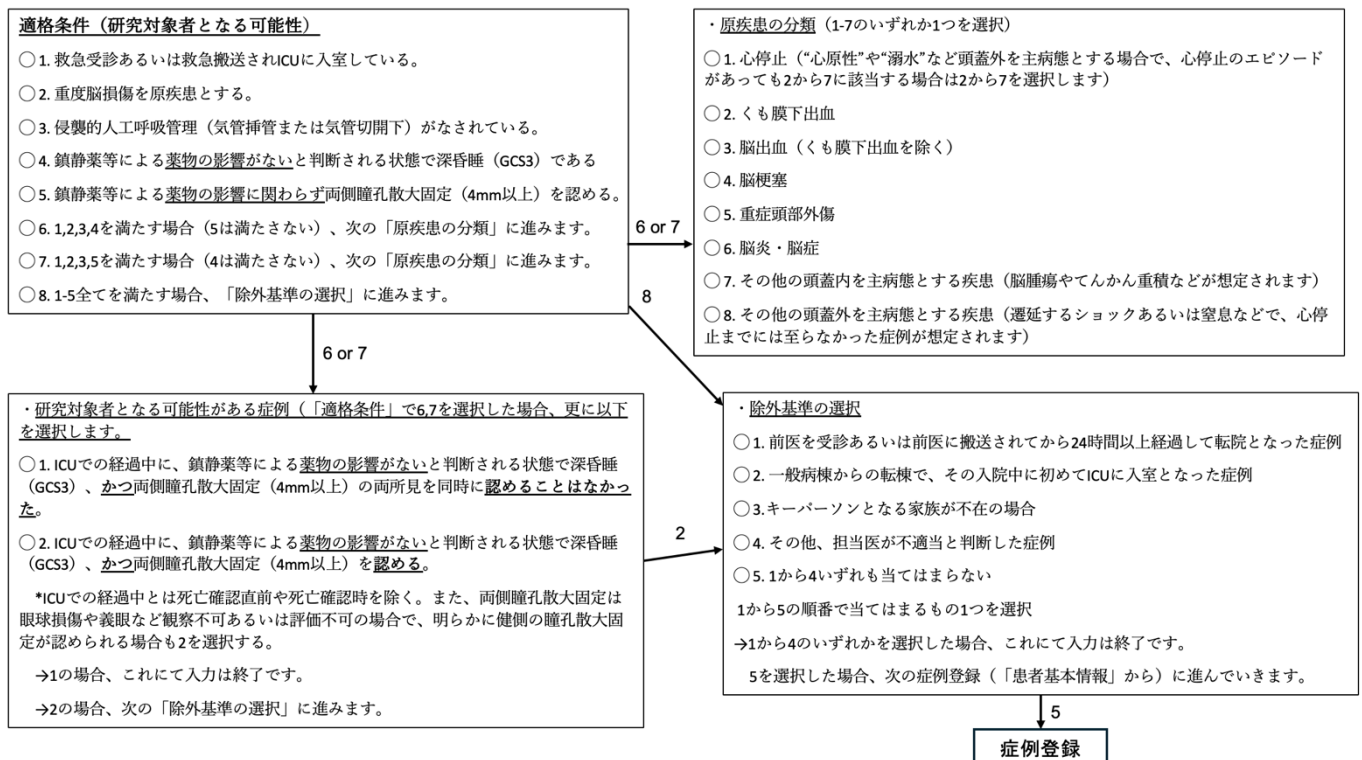 適格条件（研究対象者となる可能性）
○1. 救急受診あるいは救急搬送されICUに入室している。
○2. 重度脳損傷を原疾患とする。
○3. 侵襲的人工呼吸管理（気管挿管または気管切開下）がなされている。
○4. 鎮静薬等による薬物の影響がないと判断される状態で深昏睡（GCS3）である
○5. 鎮静薬等による薬物の影響に関わらず両側瞳孔散大固定（4mm以上）を認める。
○6. 1,2,3,4を満たす場合（5は満たさない）、次の「原疾患の分類」に進みます。
○7. 1,2,3,5を満たす場合（4は満たさない）、次の「原疾患の分類」に進みます。
○8. 1-5全てを満たす場合、「除外基準の選択」に進みます。
6 or 7
・原疾患の分類（1-7のいずれか1つを選択）
○1. 心停止（“心原性”や“溺水”など頭蓋外を主病態とする場合で、心停止のエピソード
があっても2から7に該当する場合は2から7を選択します）
○2. くも膜下出血
○3. 脳出血（くも膜下出血を除く）
○4. 脳梗塞
○5. 重症頭部外傷
○6. 脳炎・脳症
○7. その他の頭蓋内を主病態とする疾患（脳腫瘍やてんかん重積などが想定されます）
○8. その他の頭蓋外を主病態とする疾患（遷延するショックあるいは窒息などで、心停
止までには至らなかった症例が想定されます）
8
6 or 7
・研究対象者となる可能性がある症例（「適格条件」で6,7を選択した場合、更に以下
を選択します。
○1. ICUでの経過中に、鎮静薬等による薬物の影響がないと判断される状態で深昏睡
（GCS3）、かつ両側瞳孔散大固定（4mm以上）の両所見を同時に認めることはなかっ
た。
○2. ICUでの経過中に、鎮静薬等による薬物の影響がないと判断される状態で深昏睡
（GCS3）、かつ両側瞳孔散大固定（4mm以上）を認める。
*ICUでの経過中とは死亡確認直前や死亡確認時を除く。また、両側瞳孔散大固定は
眼球損傷や義眼など観察不可あるいは評価不可の場合で、明らかに健側の瞳孔散大固
定が認められる場合も2を選択する。
→1の場合、これにて入力は終了です。
→2の場合、次の「除外基準の選択」に進みます。
2
・除外基準の選択
○1. 前医を受診あるいは前医に搬送されてから24時間以上経過して転院となった症例
○2. 一般病棟からの転棟で、その入院中に初めてICUに入室となった症例
○3.キーパーソンとなる家族が不在の場合
○4. その他、担当医が不適当と判断した症例
○5. 1から4いずれも当てはまらない
1から5の順番で当てはまるもの1つを選択
→1から4のいずれかを選択した場合、これにて入力は終了です。
5を選択した場合、次の症例登録（「患者基本情報」から）に進んでいきます。
5
症例登録